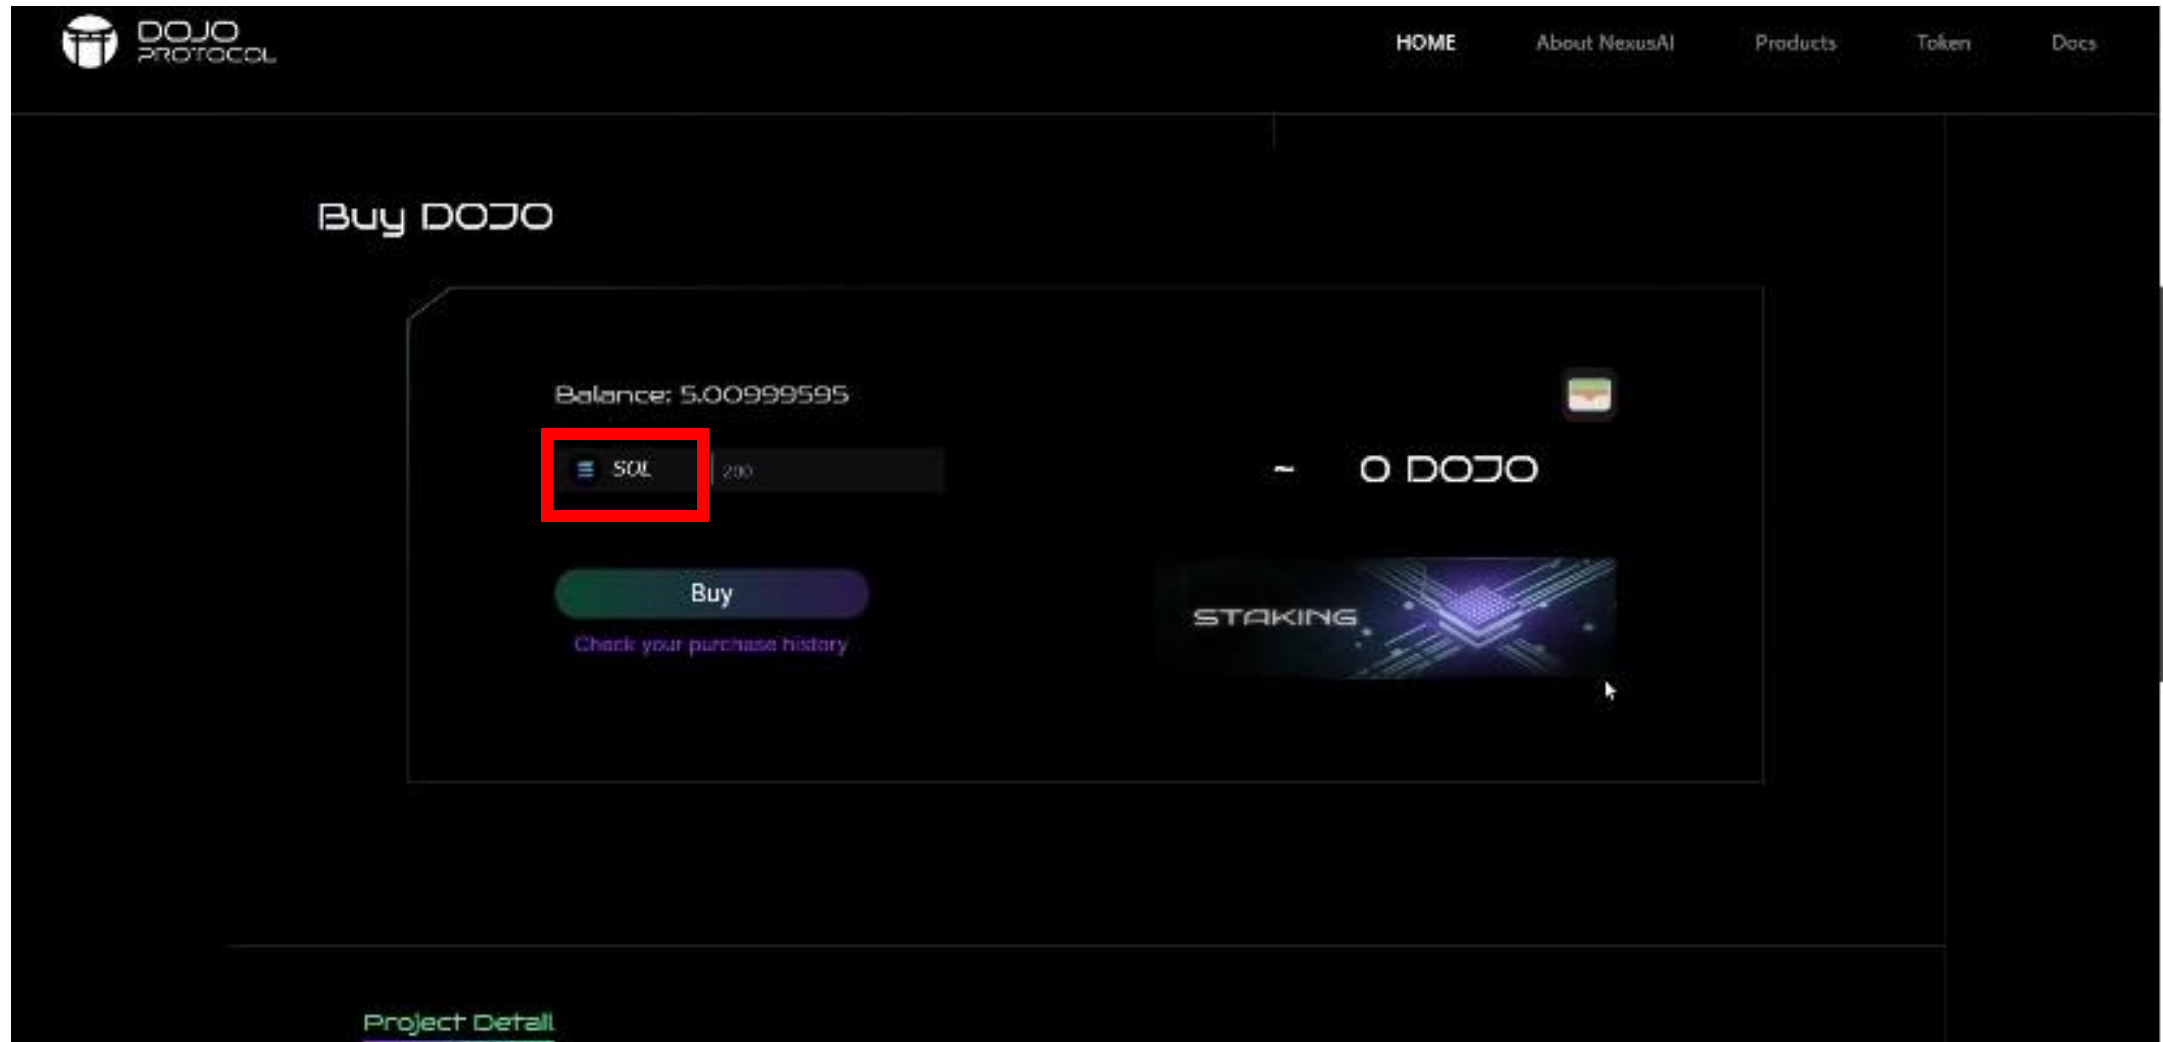 DOJO
PROTOCOL
HOME
About NexusAI
Products
Token
Docs
Buy DOJO
Balance: 5.00999595
SOL
200
~ 0 DOJO
Buy
STAKING
Check your purchase history
Project Detail